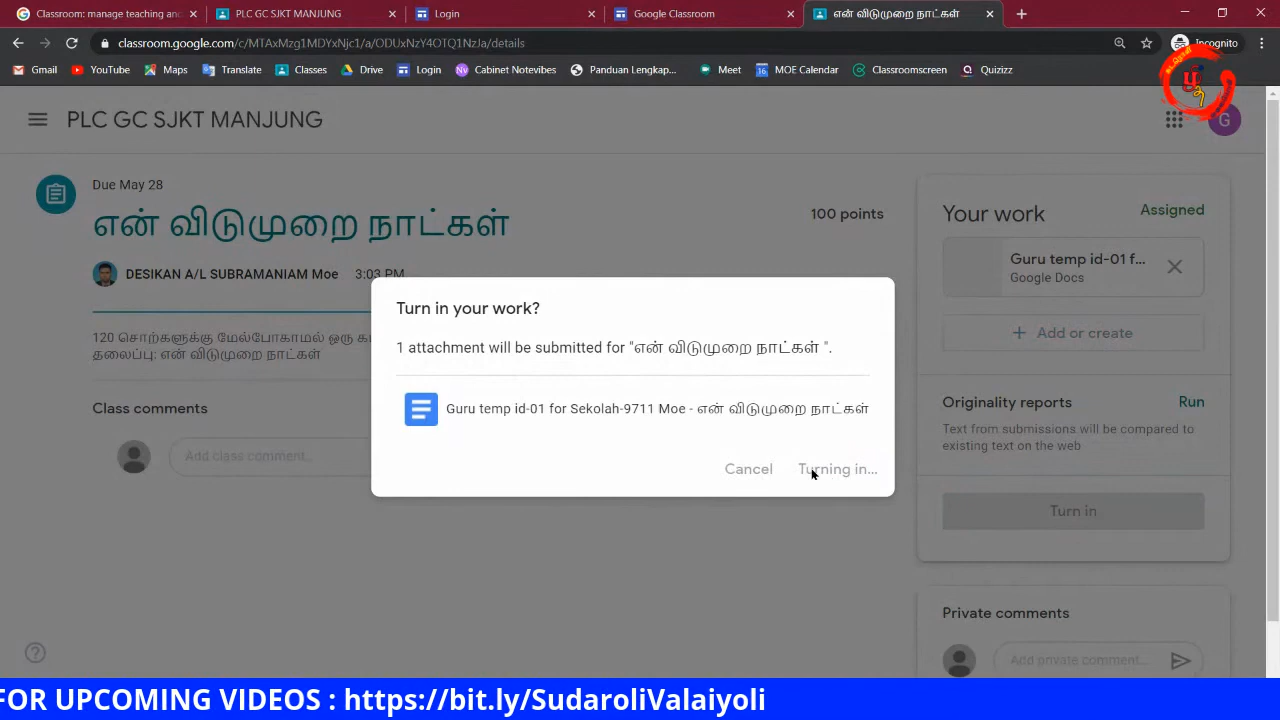 Classroom: manage teaching and
PLC GC SJKT MANJUNG
Login
Google Classroom
என் விடுமுறை நாட்கள்
classroom.google.com/c/MTAxMzg1MDYxNjc1/a/ODUxNzY4OTQ1NzJa/details
Incognito
Gmail
YouTube
Maps
Translate
Classes
Drive
Login
Cabinet Notevibes
Panduan Lengkap...
Meet
MOE Calendar
Classroomscreen
Quizizz
PLC GC SJKT MANJUNG
G
Due May 28
என் விடுமுறை நாட்கள்
100 points
DESIKAN A/L SUBRAMANIAM Moe 3:03 PM
120 சொற்களுக்கு மேல்போகாமல் ஒரு
தலைப்பு: என் விடுமுறை நாட்கள்
Class comments
Add class comment...
Turn in your work?
1 attachment will be submitted for "என் விடுமுறை நாட்கள் ".
Guru temp id-01 for Sekolah-9711 Moe - என் விடுமுறை நாட்கள்
Cancel
Turning in...
Your work
Assigned
Guru temp id-01 f...
Google Docs
Add or create
Originality reports
Run
Text from submissions will be compared to
existing text on the web
Turn in
Private comments
Add private comment...
FOR UPCOMING VIDEOS : https://bit.ly/SudaroliValaiyoli